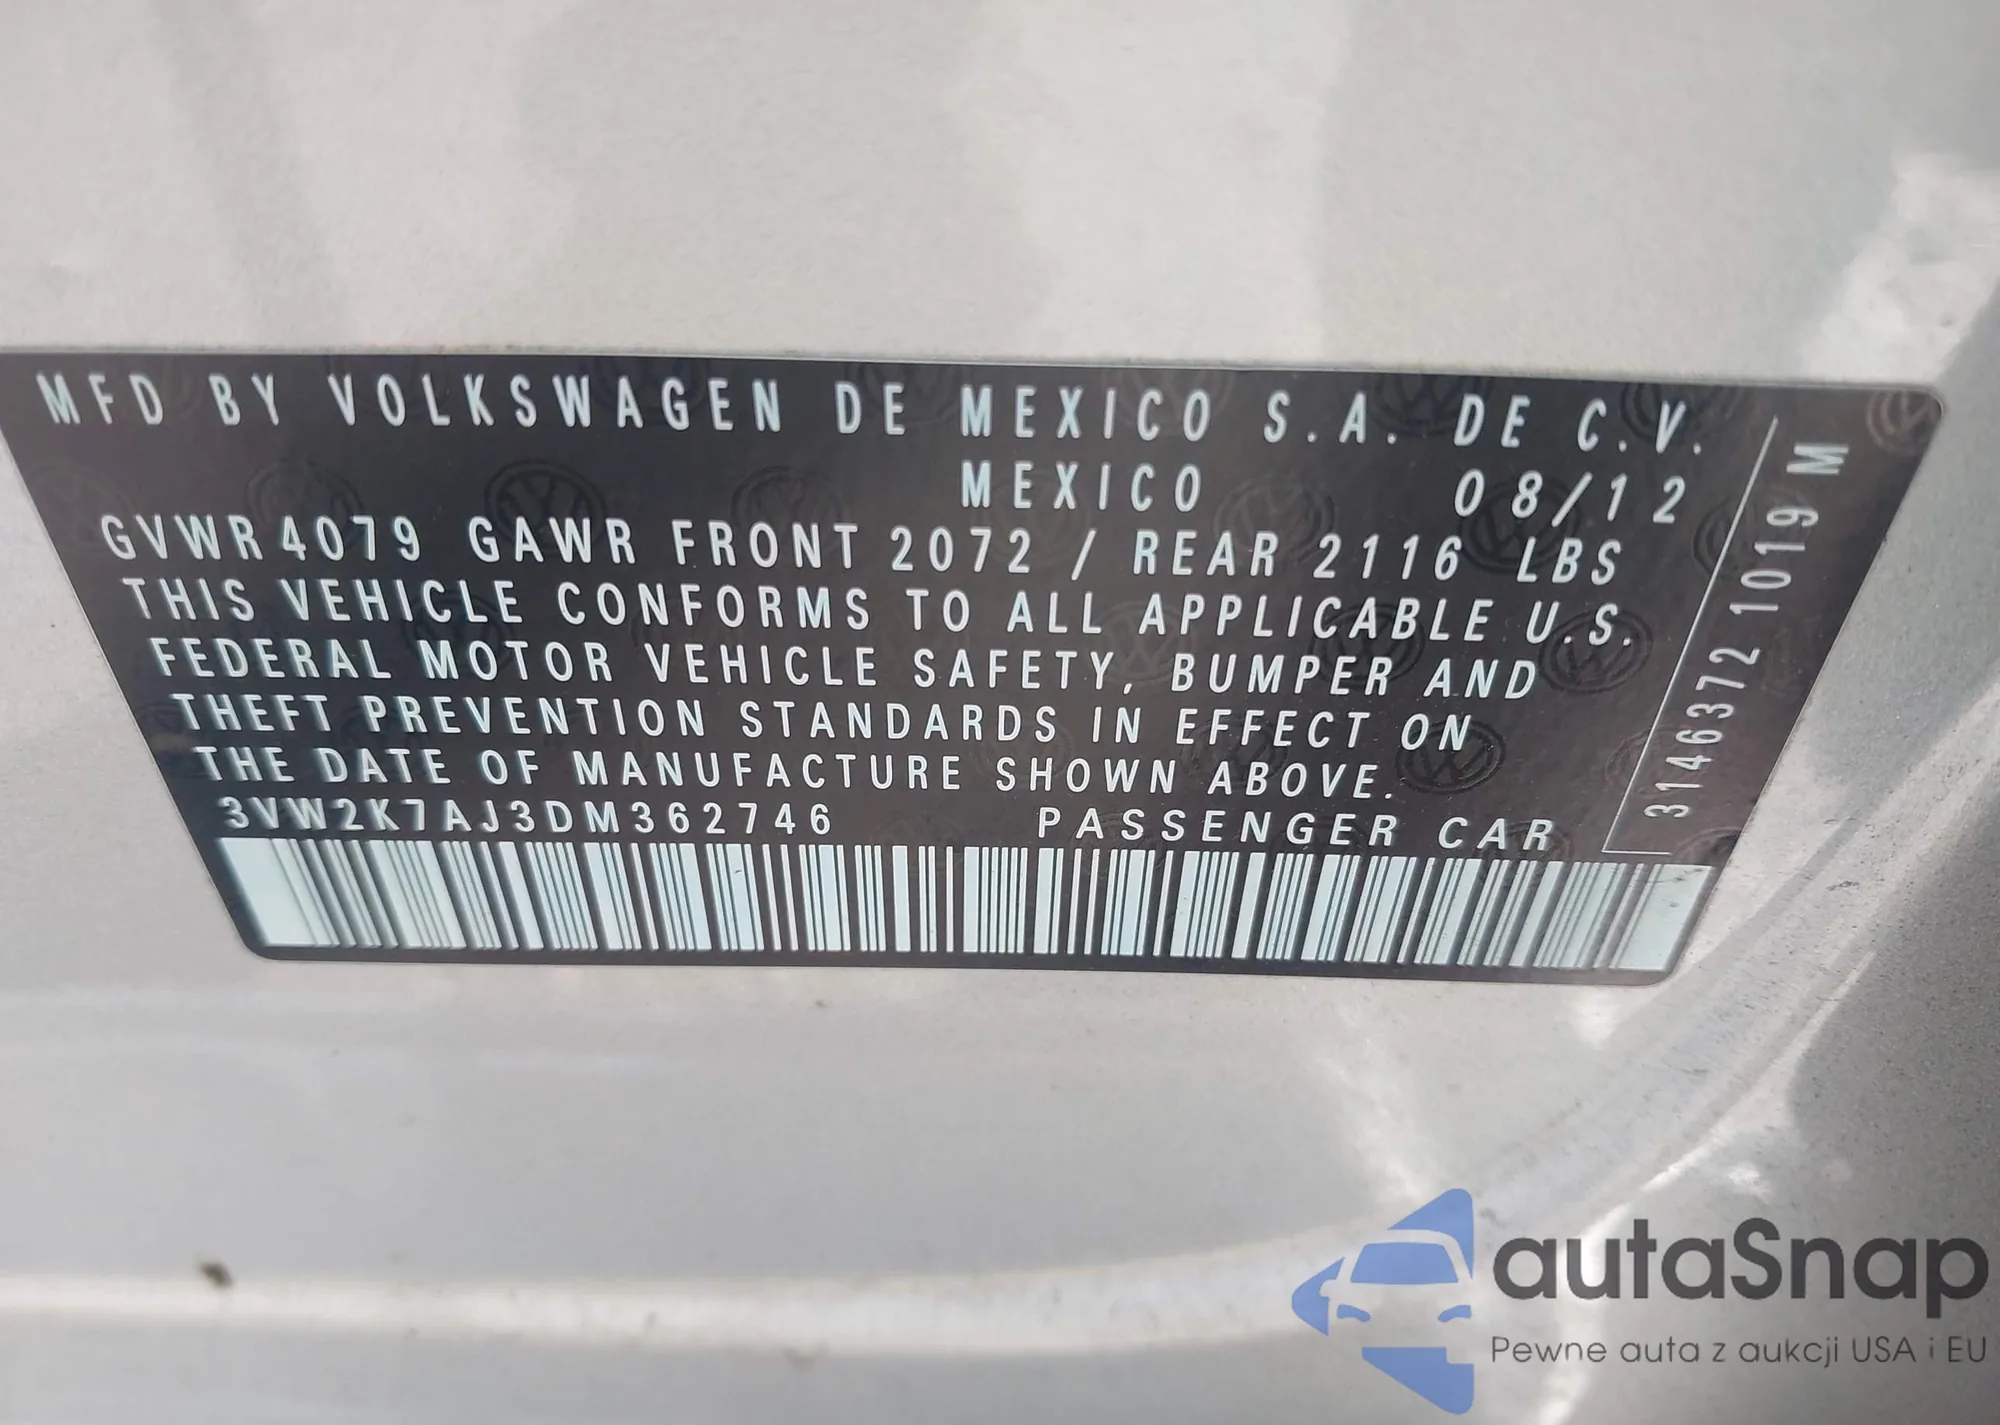 MFD BY VOLKSWAGEN DE MEXICO S.A. DE C.V.
MEXICO 08/12
GVWR 4079 GAWR FRONT 2072 / REAR 2116 LBS
THIS VEHICLE CONFORMS TO ALL APPLICABLE U.S.
FEDERAL MOTOR VEHICLE SAFETY, BUMPER AND
THEFT PREVENTION STANDARDS IN EFFECT ON
THE DATE OF MANUFACTURE SHOWN ABOVE.
3VW2K7AJ3DM362746 PASSENGER CAR
3146372 1019 M
autaSnap
Pewne auta z aukcji USA i EU